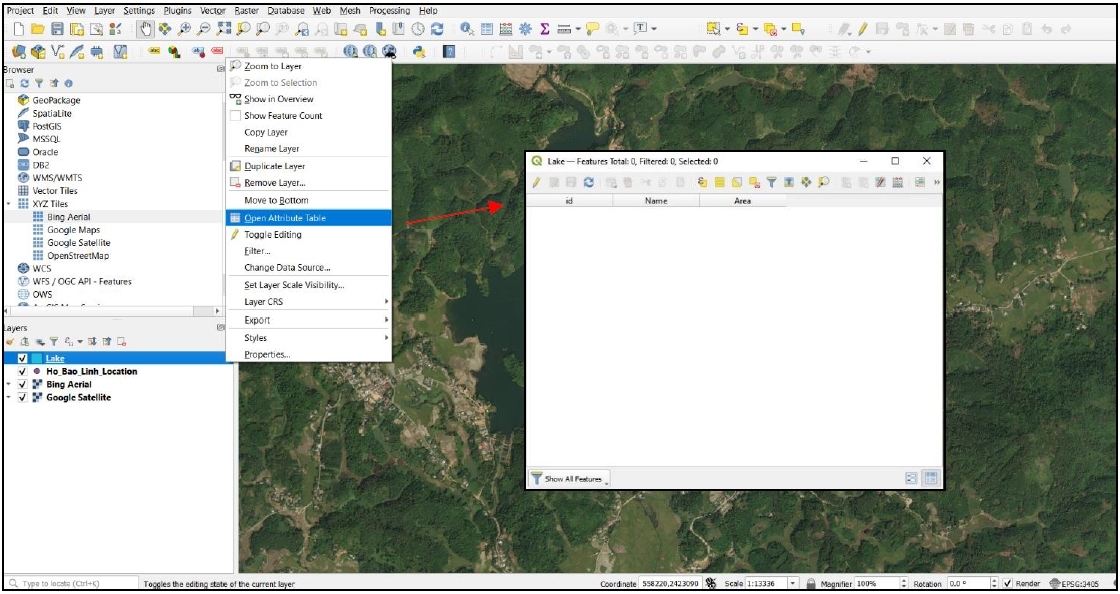 Project Edit View Layer Settings Plugins Vector Raster Database Web Mesh Processing Help
Browser
GeoPackage
SpatiaLite
PostGIS
MSSQL
Oracle
DB2
WMS/WMTS
Vector Tiles
XYZ Tiles
Bing Aerial
Google Maps
Google Satellite
OpenStreetMap
WCS
WFS / OGC API - Features
OWS
Layers
Lake
Ho_Bao_Linh_Location
Bing Aerial
Google Satellite
Zoom to Layer
Zoom to Selection
Show in Overview
Show Feature Count
Copy Layer
Rename Layer
Duplicate Layer
Remove Layer...
Move to Bottom
Open Attribute Table
Toggle Editing
Filter...
Change Data Source...
Set Layer Scale Visibility...
Layer CRS
Export
Styles
Properties...
Lake — Features Total: 0, Filtered: 0, Selected: 0
id Name Area
Show All Features
Type to locate (Ctrl+K) Toggles the editing state of the current layer Coordinate 558220,2423090 Scale 1:13336 Magnifier 100% Rotation 0,0 ° Render EPSG:3405